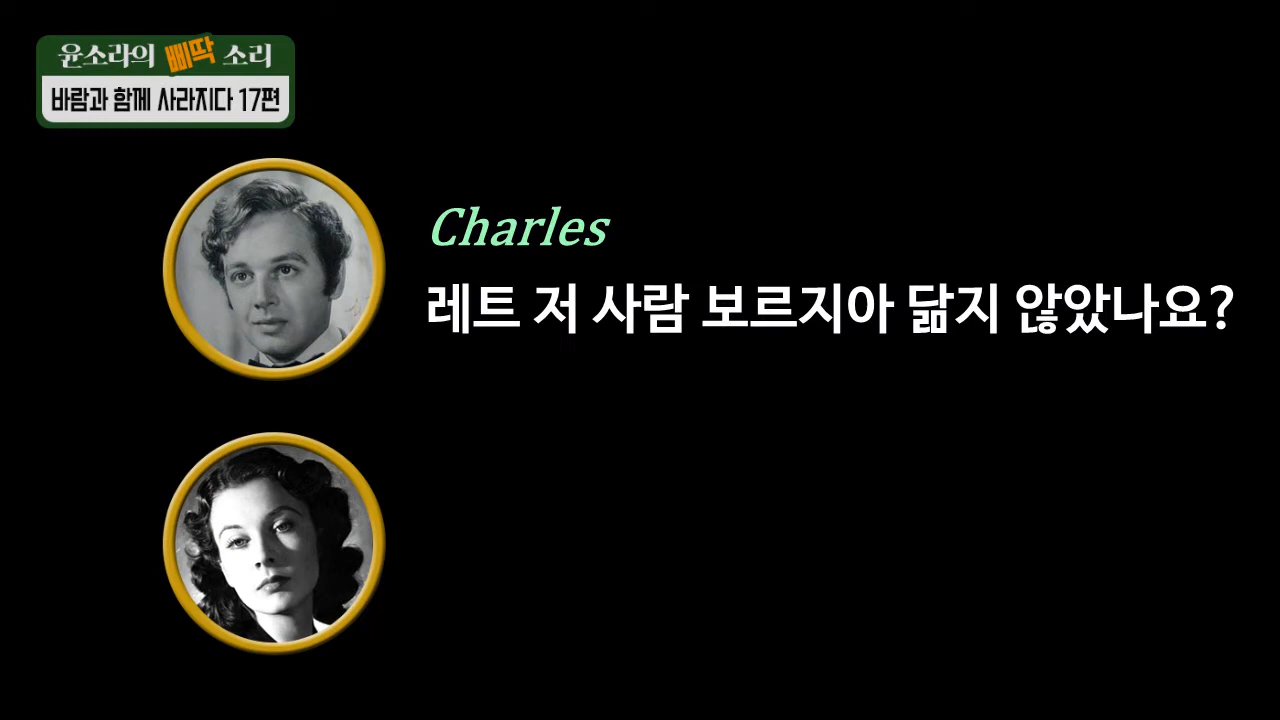 윤소라의 삐딱 소리
바람과 함께 사라지다 17편
Charles
레트 저 사람 보르지아 닮지 않았나요?